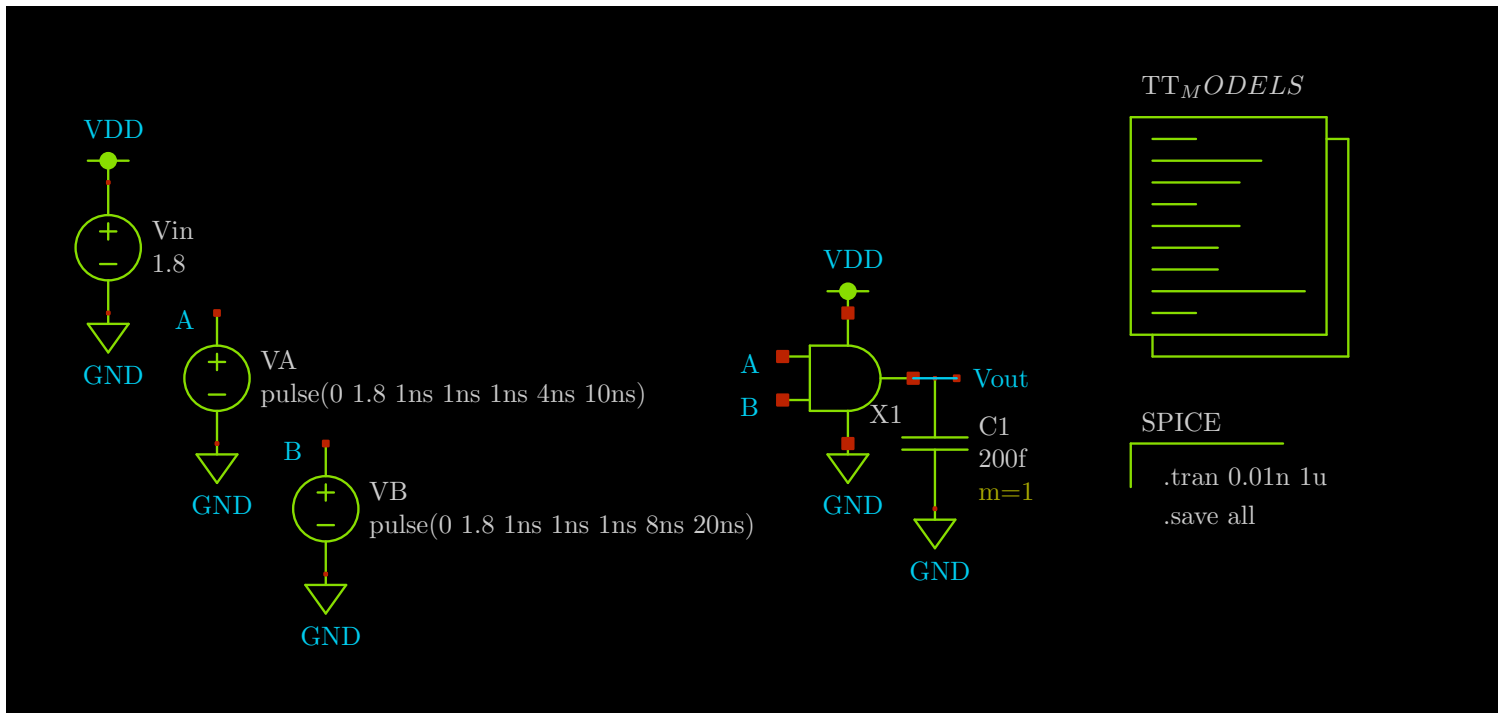 TT_MODELS
VDD
Vin
1.8
GND
A
VA
pulse(0 1.8 1ns 1ns 1ns 4ns 10ns)
GND
B
VB
pulse(0 1.8 1ns 1ns 1ns 8ns 20ns)
GND
VDD
A
B
X1
Vout
GND
C1
200f
m=1
GND
SPICE
.tran 0.01n 1u
.save all